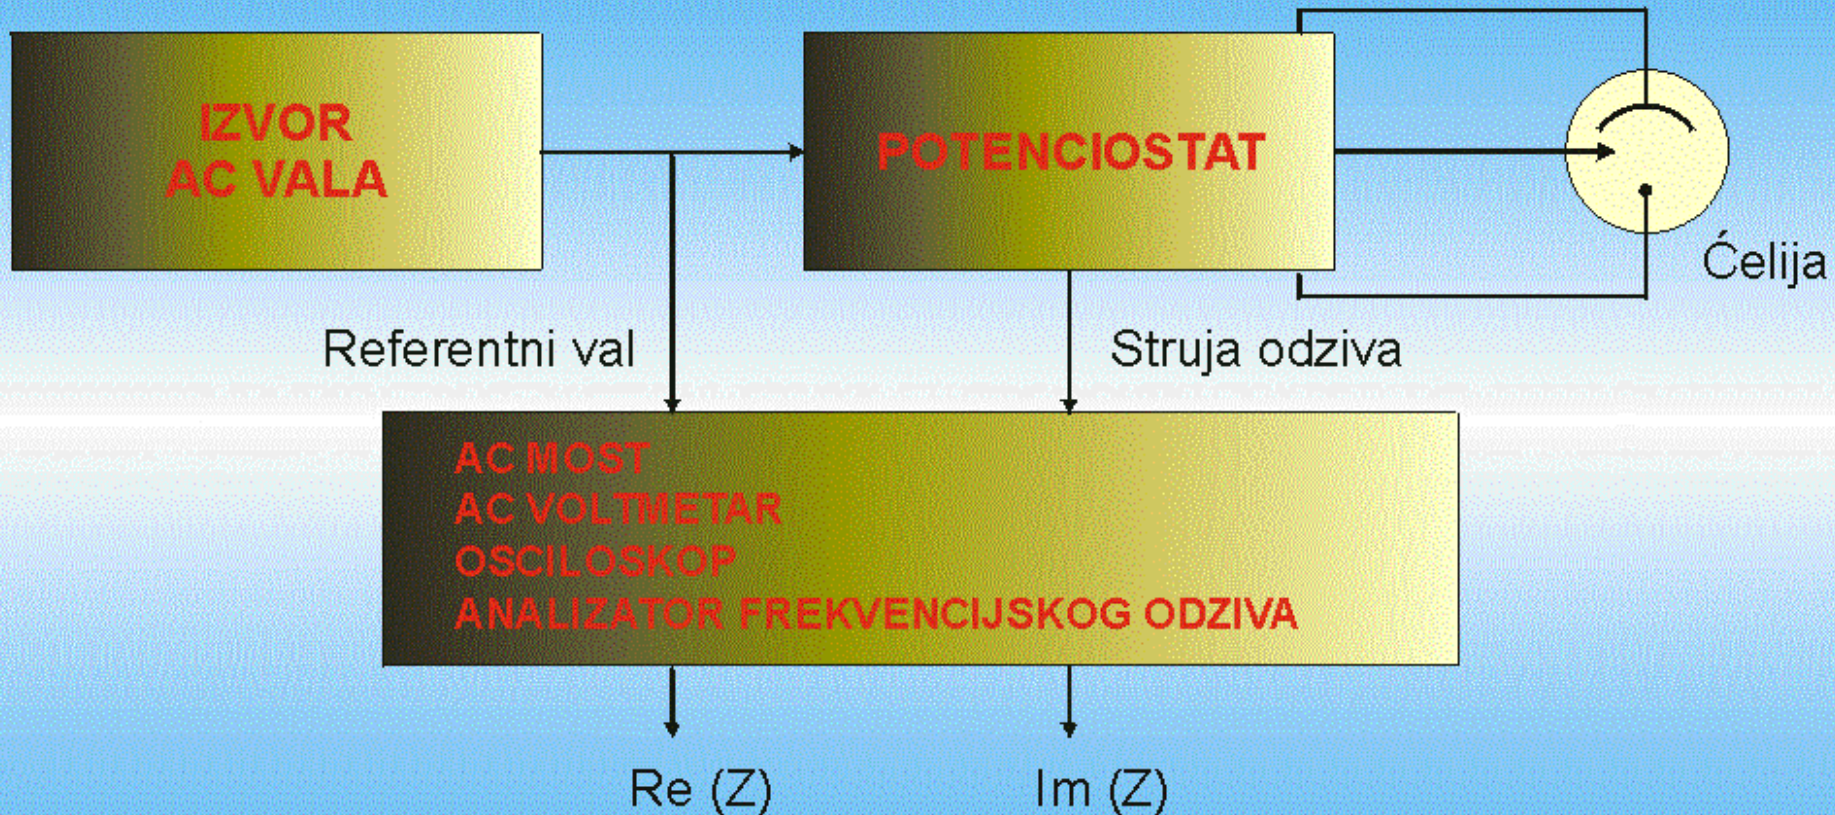 IZVOR
AC VALA
POTENCIOSTAT
Ćelija
Referentni val
Struja odziva
AC MOST
AC VOLTMETAR
OSCILOSKOP
ANALIZATOR FREKVENCIJSKOG ODZIVA
Re (Z)
Im (Z)